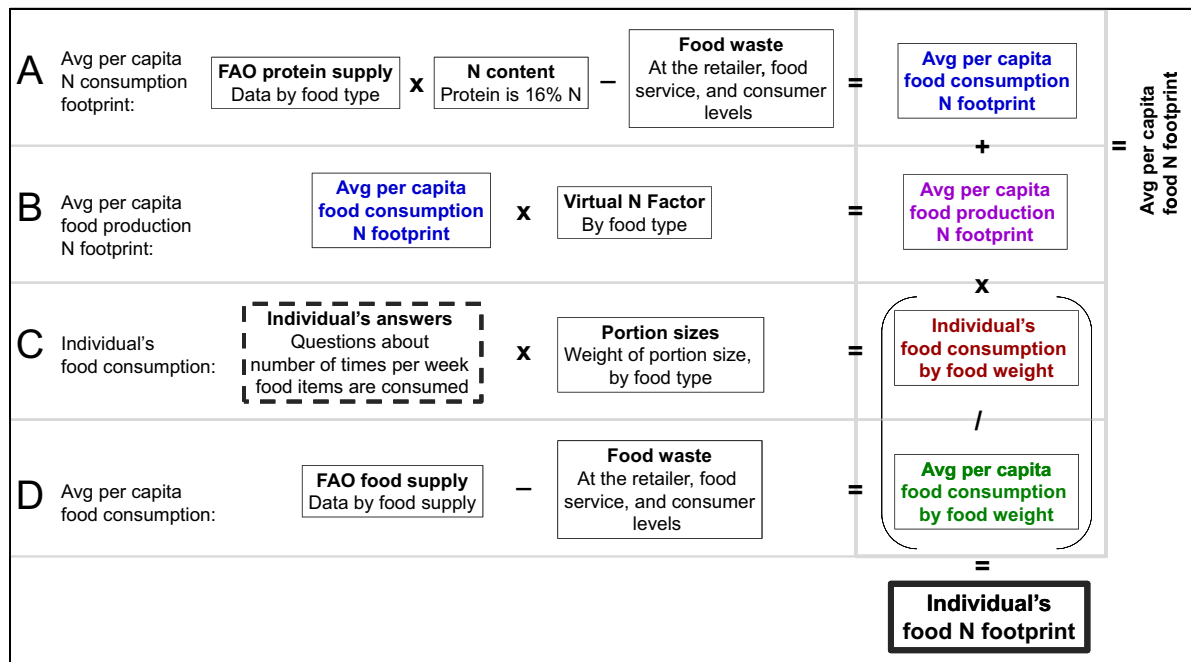 A
Avg per capita
N consumption
footprint:
FAO protein supply
Data by food type
x
N content
Protein is 16% N
–
Food waste
At the retailer, food
service, and consumer
levels
=
Avg per capita
food consumption
N footprint
+
=
Avg per capita
food N footprint
B
Avg per capita
food production
N footprint:
Avg per capita
food consumption
N footprint
x
Virtual N Factor
By food type
=
Avg per capita
food production
N footprint
x
C
Individual's
food consumption:
Individual's answers
Questions about
number of times per week
food items are consumed
x
Portion sizes
Weight of portion size,
by food type
=
Individual's
food consumption
by food weight
/
D
Avg per capita
food consumption:
FAO food supply
Data by food supply
–
Food waste
At the retailer, food
service, and consumer
levels
=
Avg per capita
food consumption
by food weight
=
Individual's
food N footprint